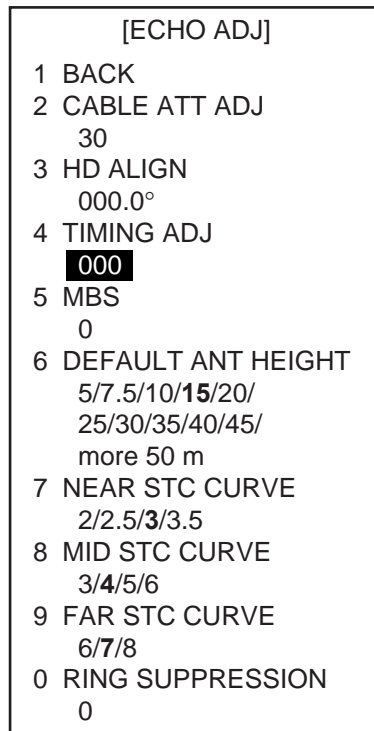 [ECHO ADJ]
1 BACK
2 CABLE ATT ADJ
30
3 HD ALIGN
000.0°
4 TIMING ADJ
000
5 MBS
0
6 DEFAULT ANT HEIGHT
5/7.5/10/15/20/
25/30/35/40/45/
more 50 m
7 NEAR STC CURVE
2/2.5/3/3.5
8 MID STC CURVE
3/4/5/6
9 FAR STC CURVE
6/7/8
0 RING SUPPRESSION
0